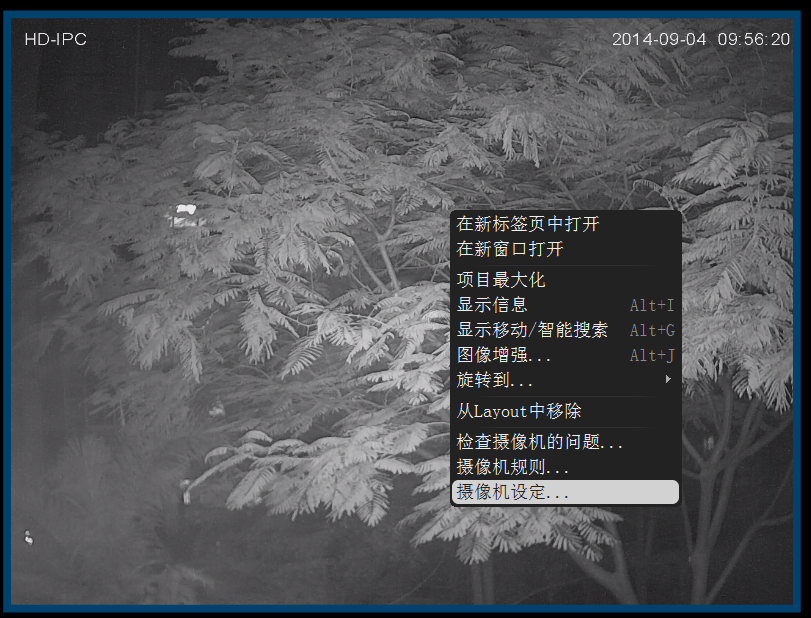 HD-IPC
2014-09-04 09:56:20
在新标签页中打开
在新窗口打开
项目最大化
显示信息 Alt+I
显示移动/智能搜索 Alt+G
图像增强... Alt+J
旋转到...
从Layout中移除
检查摄像机的问题...
摄像机规则...
摄像机设定...